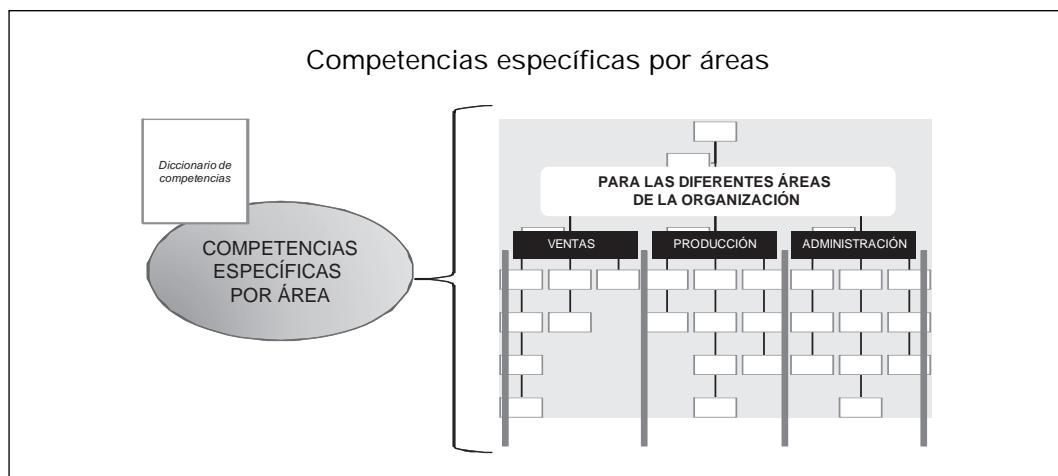 Competencias específicas por áreas
Diccionario de
competencias
COMPETENCIAS
ESPECÍFICAS
POR ÁREA
PARA LAS DIFERENTES ÁREAS
DE LA ORGANIZACIÓN
VENTAS
PRODUCCIÓN
ADMINISTRACIÓN